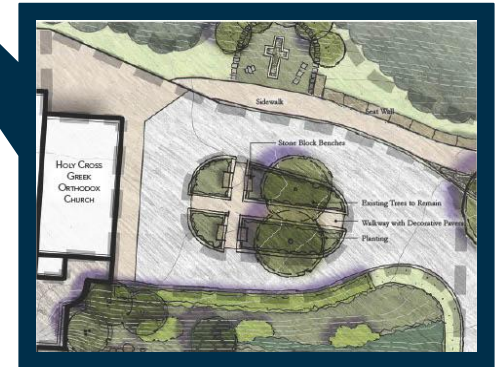 Sidewalk
Seat Wall
Stone Block Benches
Holy Cross
Greek
Orthodox
Church
Existing Trees to Remain
Walkway with Decorative Pavers
Planting